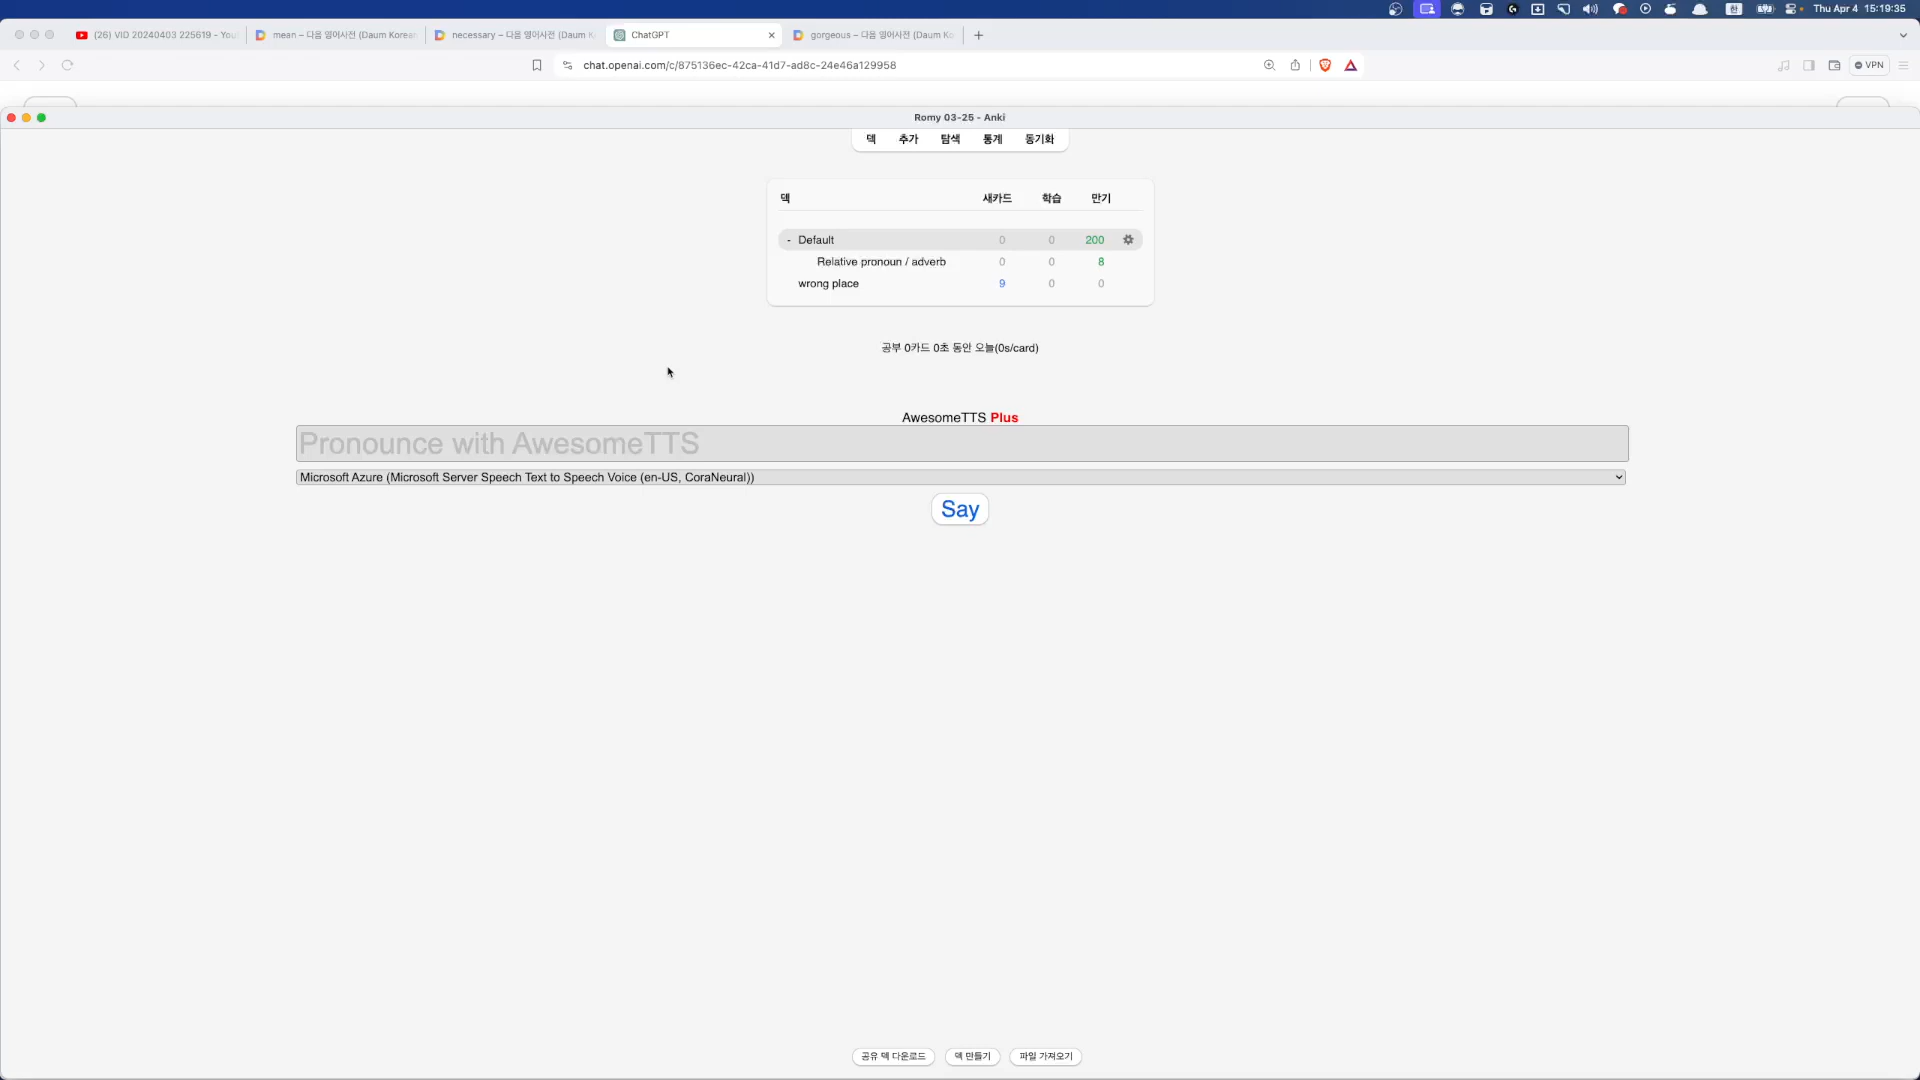 Thu Apr 4 15:19:35
(26) VID 20240403 225619 - You
mean – 다음 영어사전 (Daum Korean
necessary – 다음 영어사전 (Daum K
ChatGPT
gorgeous – 다음 영어사전 (Daum Ko
chat.openai.com/c/875136ec-42ca-41d7-ad8c-24e46a129958
VPN
Romy 03-25 - Anki
덱 추가 탐색 통계 동기화
덱 새카드 학습 만기
- Default 0 0 200
Relative pronoun / adverb 0 0 8
wrong place 9 0 0
공부 0카드 0초 동안 오늘(0s/card)
AwesomeTTS Plus
Pronounce with AwesomeTTS
Microsoft Azure (Microsoft Server Speech Text to Speech Voice (en-US, CoraNeural))
Say
공유 덱 다운로드 덱 만들기 파일 가져오기